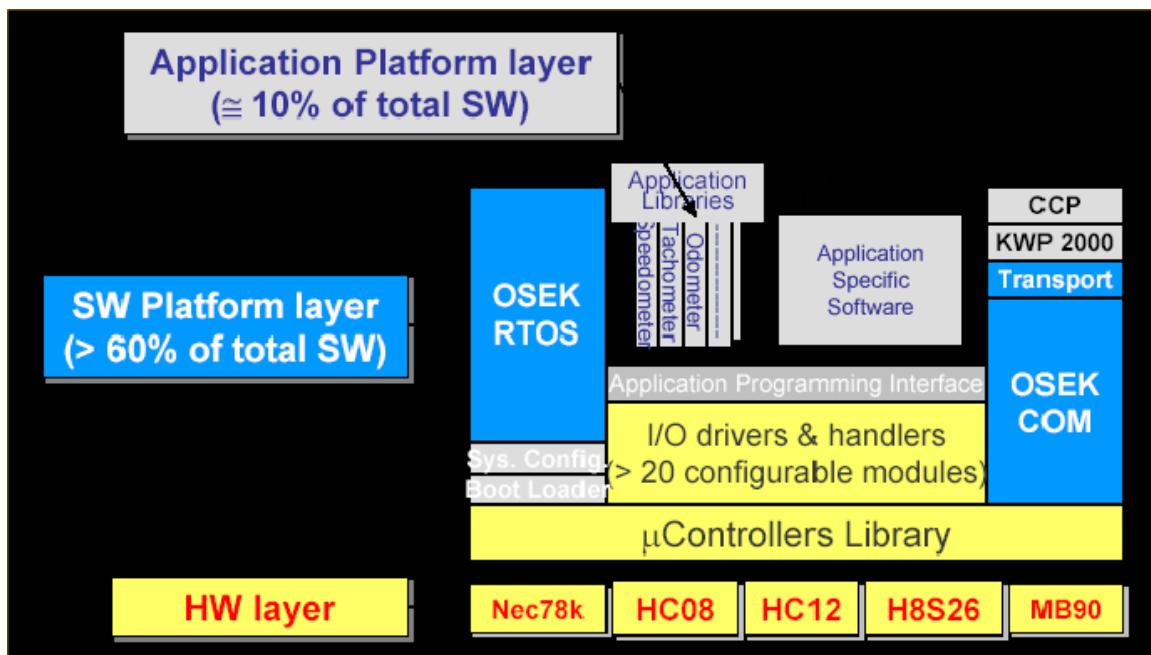 Application Platform layer
(≅ 10% of total SW)
Application
Libraries
Speedometer
Tachometer
Odometer
-----------
Application
Specific
Software
CCP
KWP 2000
Transport
OSEK
COM
OSEK
RTOS
SW Platform layer
(> 60% of total SW)
Application Programming Interface
I/O drivers & handlers
(> 20 configurable modules)
Sys. Config.
Boot Loader
μControllers Library
HW layer
Nec78k
HC08
HC12
H8S26
MB90